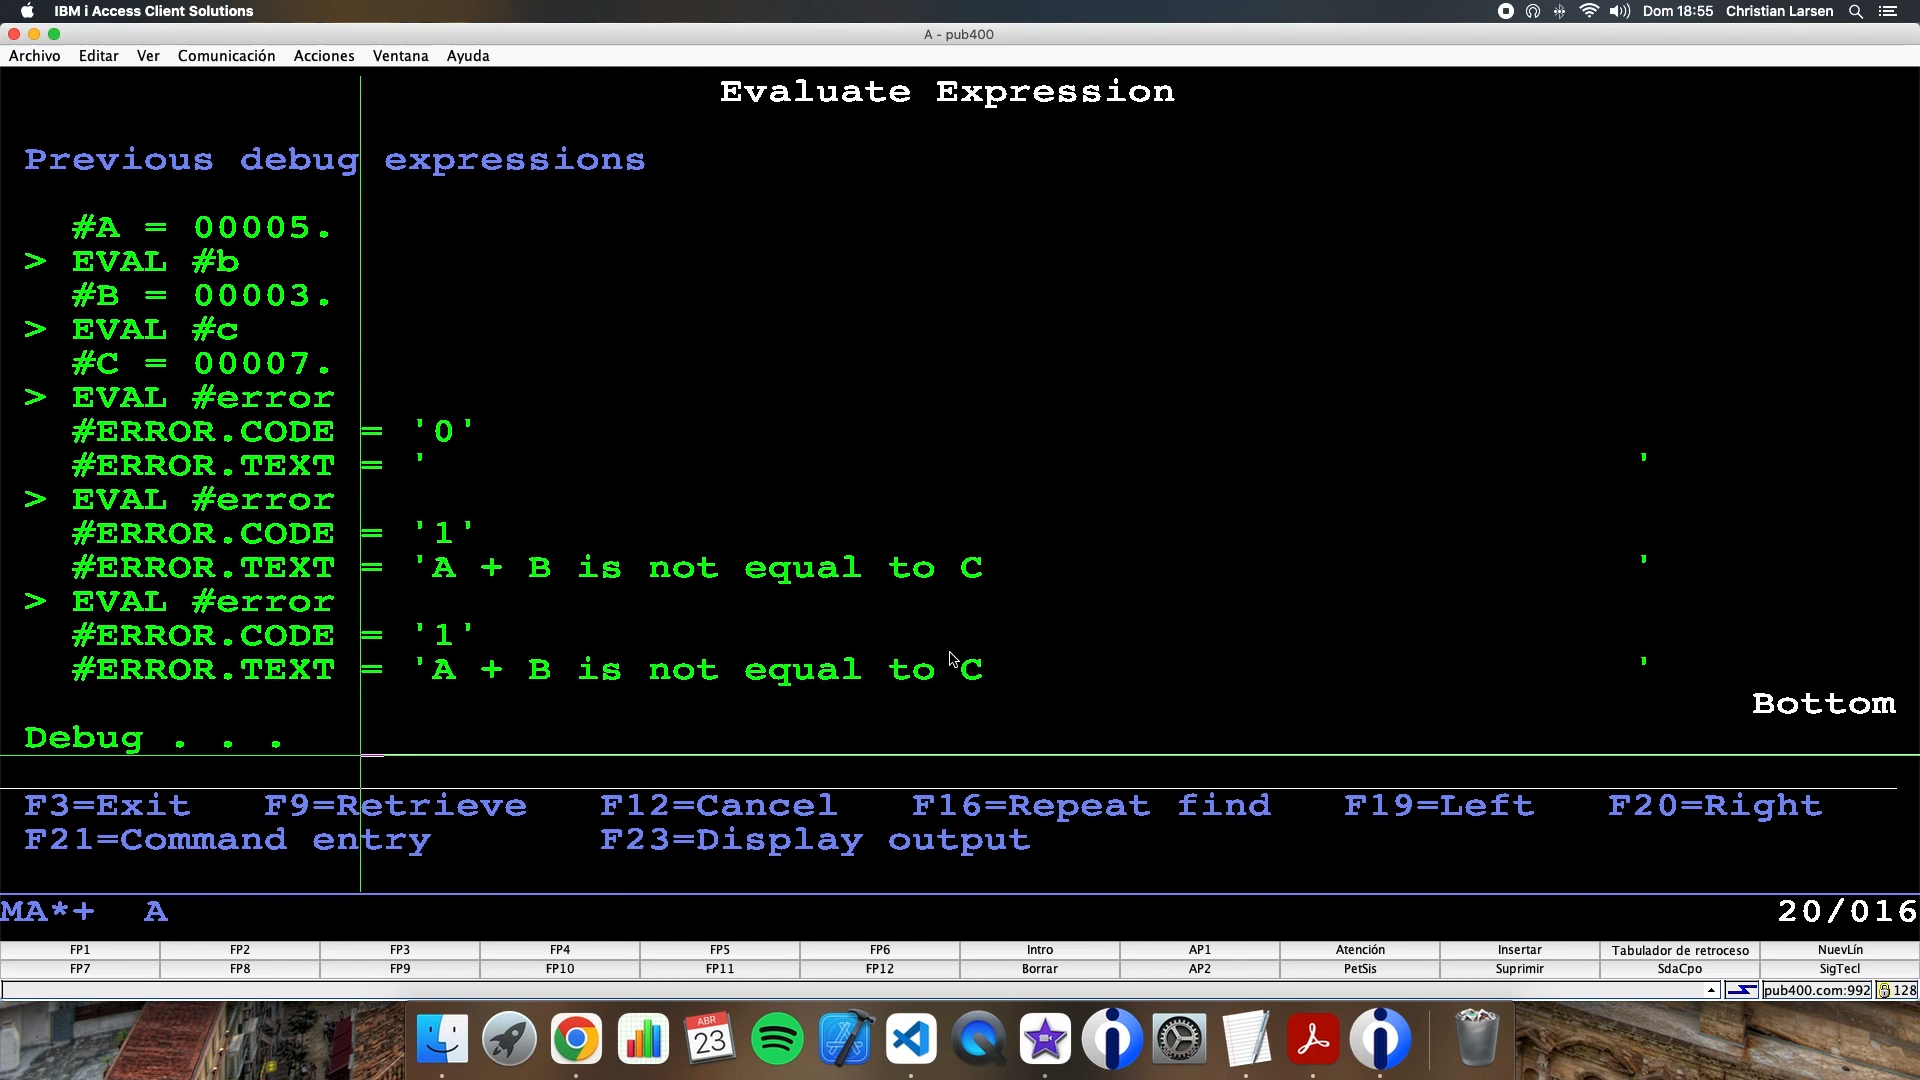 IBM i Access Client Solutions
Dom 18:55 Christian Larsen
A - pub400
Archivo Editar Ver Comunicación Acciones Ventana Ayuda
Evaluate Expression
Previous debug expressions
#A = 00005.
> EVAL #b
#B = 00003.
> EVAL #c
#C = 00007.
> EVAL #error
#ERROR.CODE = '0'
#ERROR.TEXT = ' '
> EVAL #error
#ERROR.CODE = '1'
#ERROR.TEXT = 'A + B is not equal to C '
> EVAL #error
#ERROR.CODE = '1'
#ERROR.TEXT = 'A + B is not equal to C '
Bottom
Debug . . .
F3=Exit F9=Retrieve F12=Cancel F16=Repeat find F19=Left F20=Right
F21=Command entry F23=Display output
MA*+ A 20/016
FP1 FP2 FP3 FP4 FP5 FP6 Intro AP1 Atención Insertar Tabulador de retroceso NuevLín
FP7 FP8 FP9 FP10 FP11 FP12 Borrar AP2 PetSis Suprimir SdaCpo SigTecl
pub400.com:992 128
ABR
23